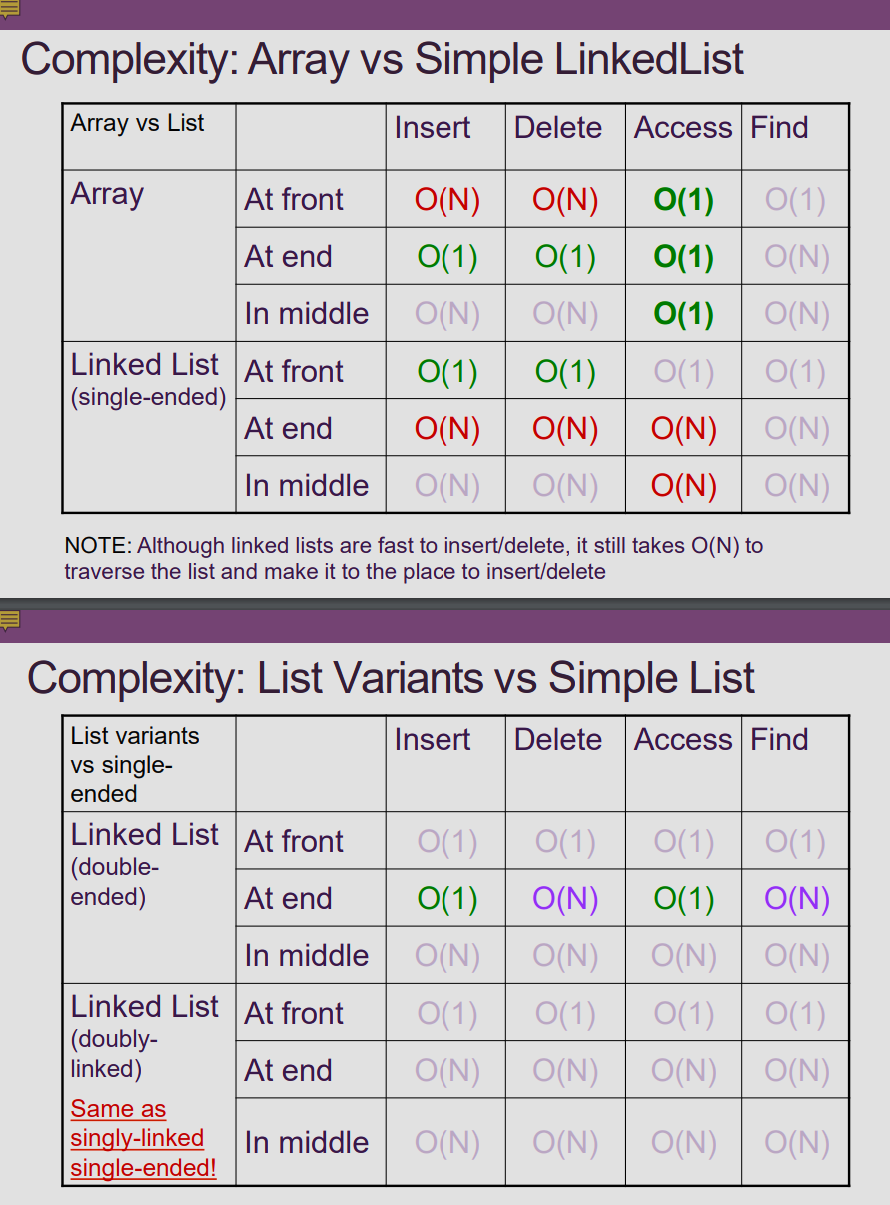 Complexity: Array vs Simple LinkedList
Array vs List Insert Delete Access Find
Array At front O(N) O(N) O(1) O(1)
At end O(1) O(1) O(1) O(N)
In middle O(N) O(N) O(1) O(N)
Linked List At front O(1) O(1) O(1) O(1)
(single-ended)
At end O(N) O(N) O(N) O(N)
In middle O(N) O(N) O(N) O(N)
NOTE: Although linked lists are fast to insert/delete, it still takes O(N) to
traverse the list and make it to the place to insert/delete
Complexity: List Variants vs Simple List
List variants Insert Delete Access Find
vs single-
ended
Linked List At front O(1) O(1) O(1) O(1)
(double-
ended) At end O(1) O(N) O(1) O(N)
In middle O(N) O(N) O(N) O(N)
Linked List At front O(1) O(1) O(1) O(1)
(doubly-
linked) At end O(N) O(N) O(N) O(N)
Same as
singly-linked In middle O(N) O(N) O(N) O(N)
single-ended!